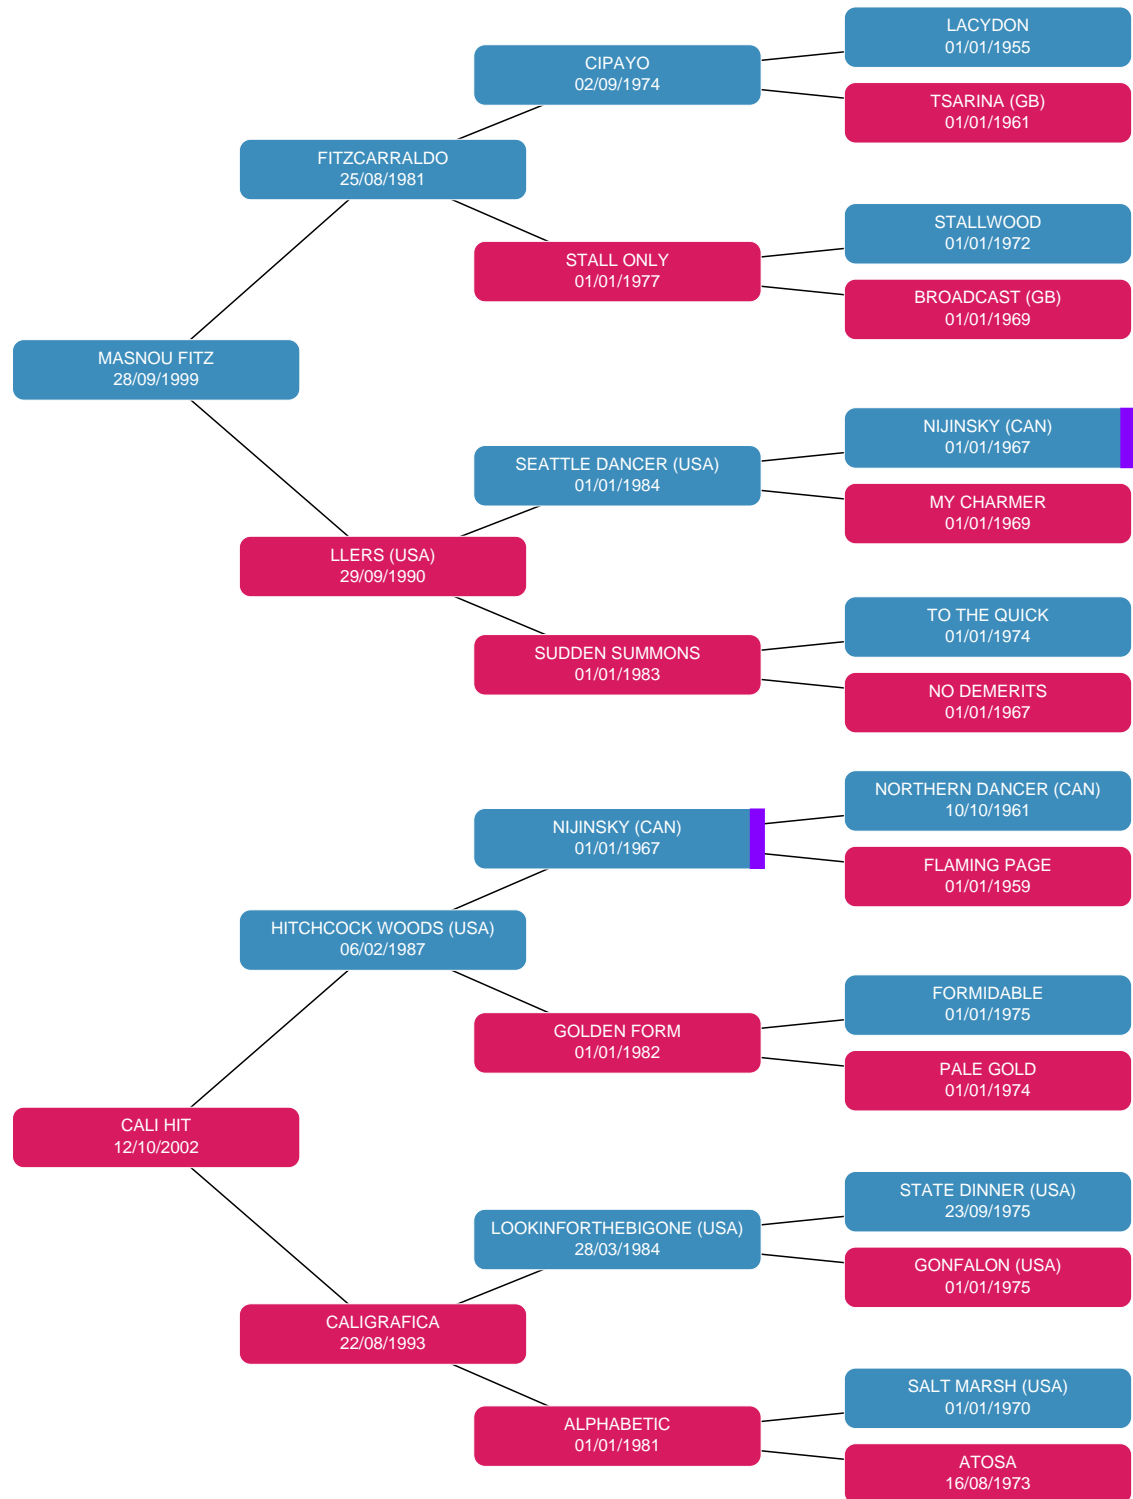 LACYDON
01/01/1955
CIPAYO
02/09/1974
TSARINA (GB)
01/01/1961
FITZCARRALDO
25/08/1981
STALLWOOD
01/01/1972
STALL ONLY
01/01/1977
BROADCAST (GB)
01/01/1969
MASNOU FITZ
28/09/1999
NIJINSKY (CAN)
01/01/1967
SEATTLE DANCER (USA)
01/01/1984
MY CHARMER
01/01/1969
LLERS (USA)
29/09/1990
TO THE QUICK
01/01/1974
SUDDEN SUMMONS
01/01/1983
NO DEMERITS
01/01/1967
NORTHERN DANCER (CAN)
10/10/1961
NIJINSKY (CAN)
01/01/1967
FLAMING PAGE
01/01/1959
HITCHCOCK WOODS (USA)
06/02/1987
FORMIDABLE
01/01/1975
GOLDEN FORM
01/01/1982
PALE GOLD
01/01/1974
CALI HIT
12/10/2002
STATE DINNER (USA)
23/09/1975
LOOKINFORTHEBIGONE (USA)
28/03/1984
GONFALON (USA)
01/01/1975
CALIGRAFICA
22/08/1993
SALT MARSH (USA)
01/01/1970
ALPHABETIC
01/01/1981
ATOSA
16/08/1973